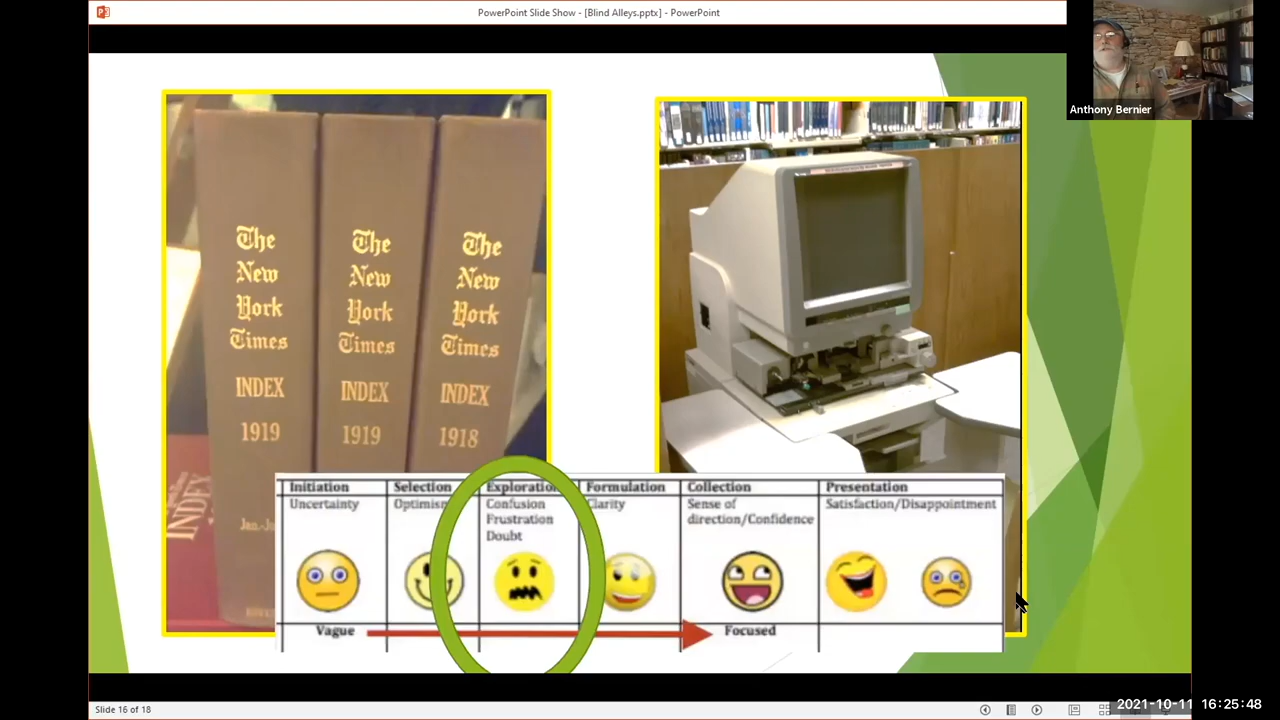 PowerPoint Slide Show - [Blind Alleys.pptx] - PowerPoint
Anthony Bernier
The
New
York
Times
INDEX
1919
The
New
York
Times
INDEX
1919
The
New
York
Times
INDEX
1918
INDEX
Initiation Selection Exploration Formulation Collection Presentation
Uncertainty Optimism Confusion Clarity Sense of Satisfaction/Disappointment
Frustration direction/Confidence
Doubt
Vague Focused
Slide 16 of 18
2021-10-11 16:25:48